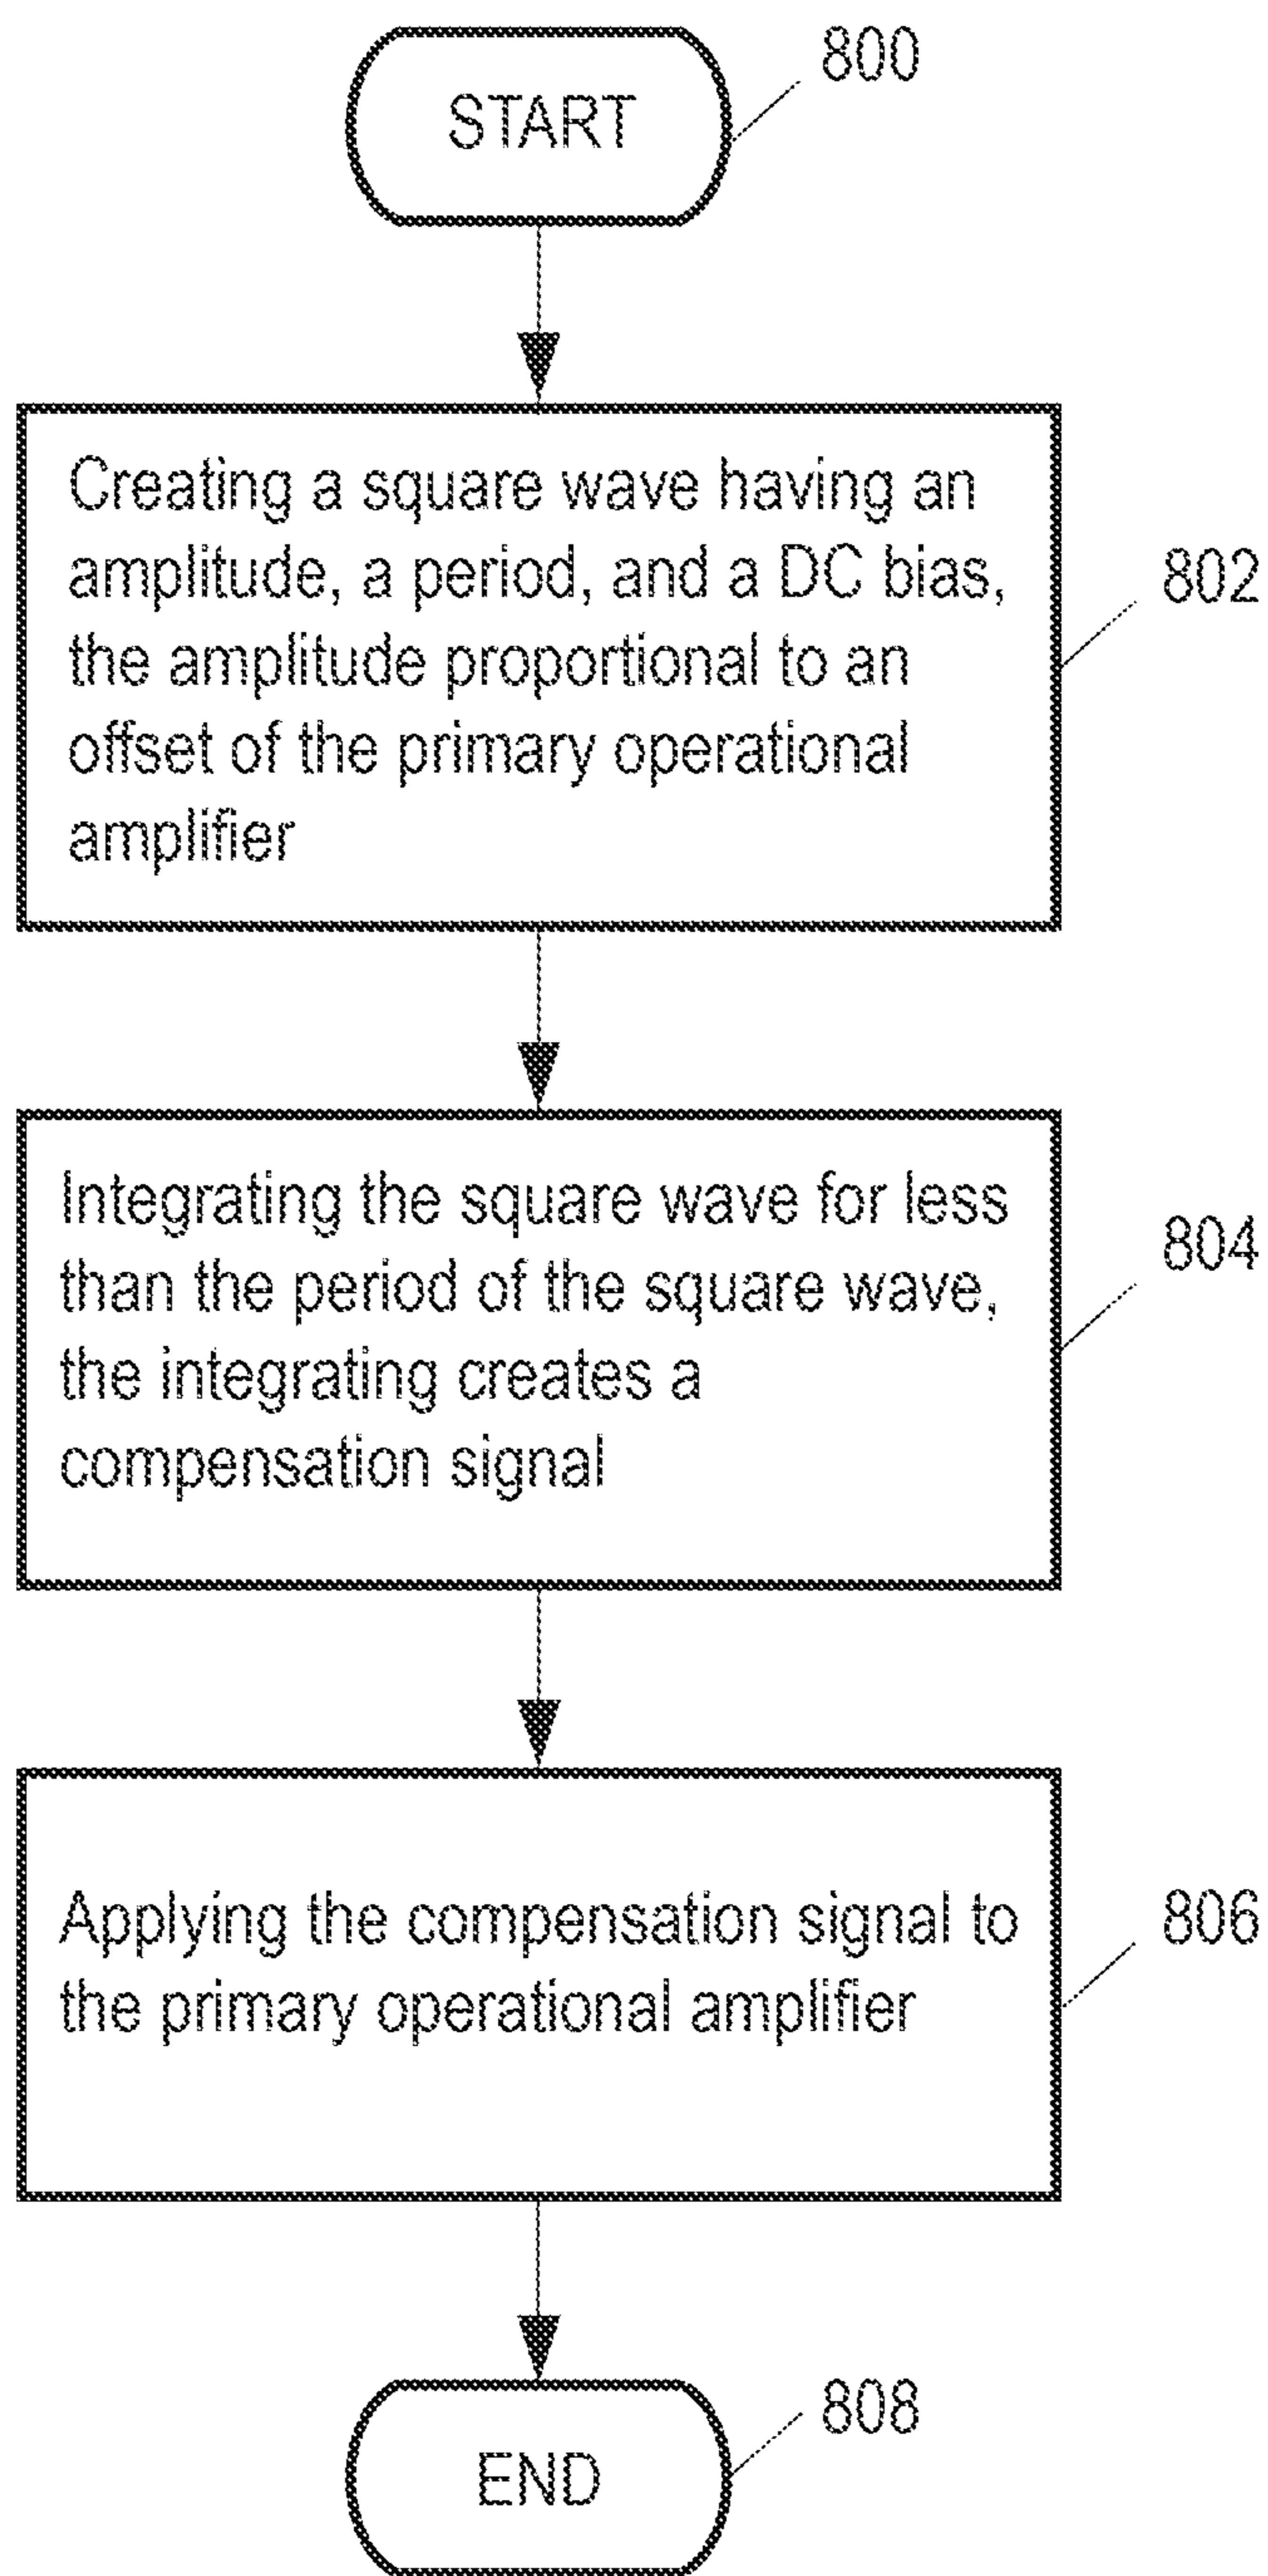 START
800
Creating a square wave having an
amplitude, a period, and a DC bias,
the amplitude proportional to an
offset of the primary operational
amplifier
802
Integrating the square wave for less
than the period of the square wave,
the integrating creates a
compensation signal
804
Applying the compensation signal to
the primary operational amplifier
806
END
808